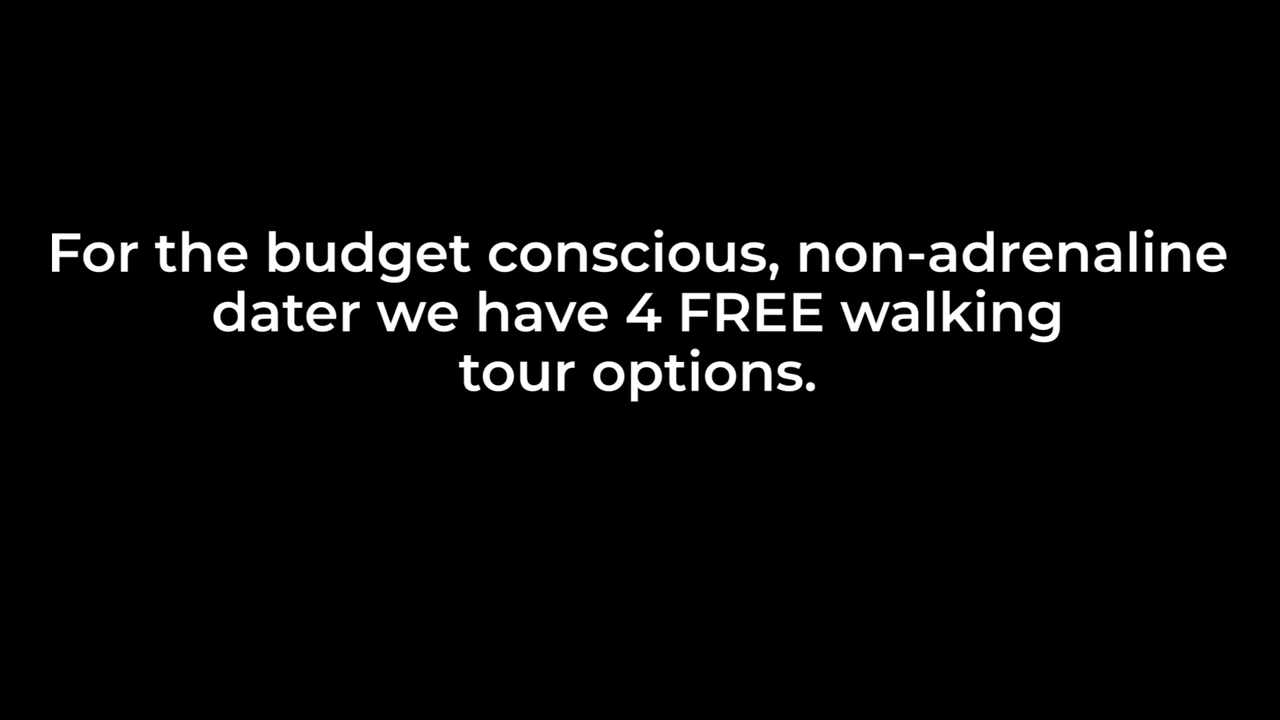 For the budget conscious, non-adrenaline
dater we have 4 FREE walking
tour options.